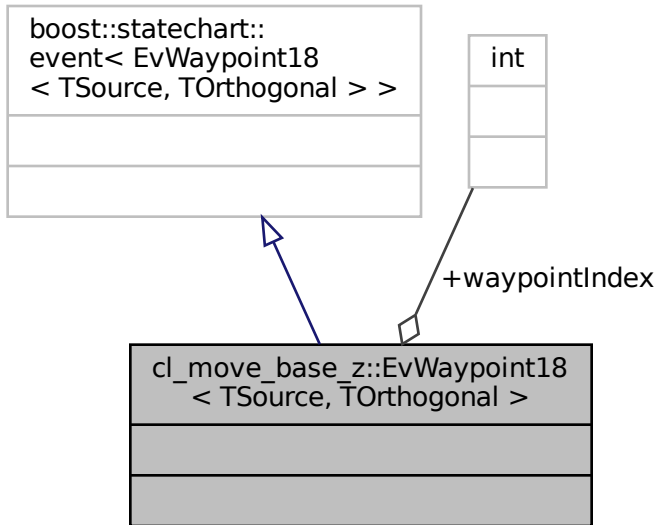 boost::statechart::
event< EvWaypoint18
< TSource, TOrthogonal > >
int
+waypointIndex
cl_move_base_z::EvWaypoint18
< TSource, TOrthogonal >